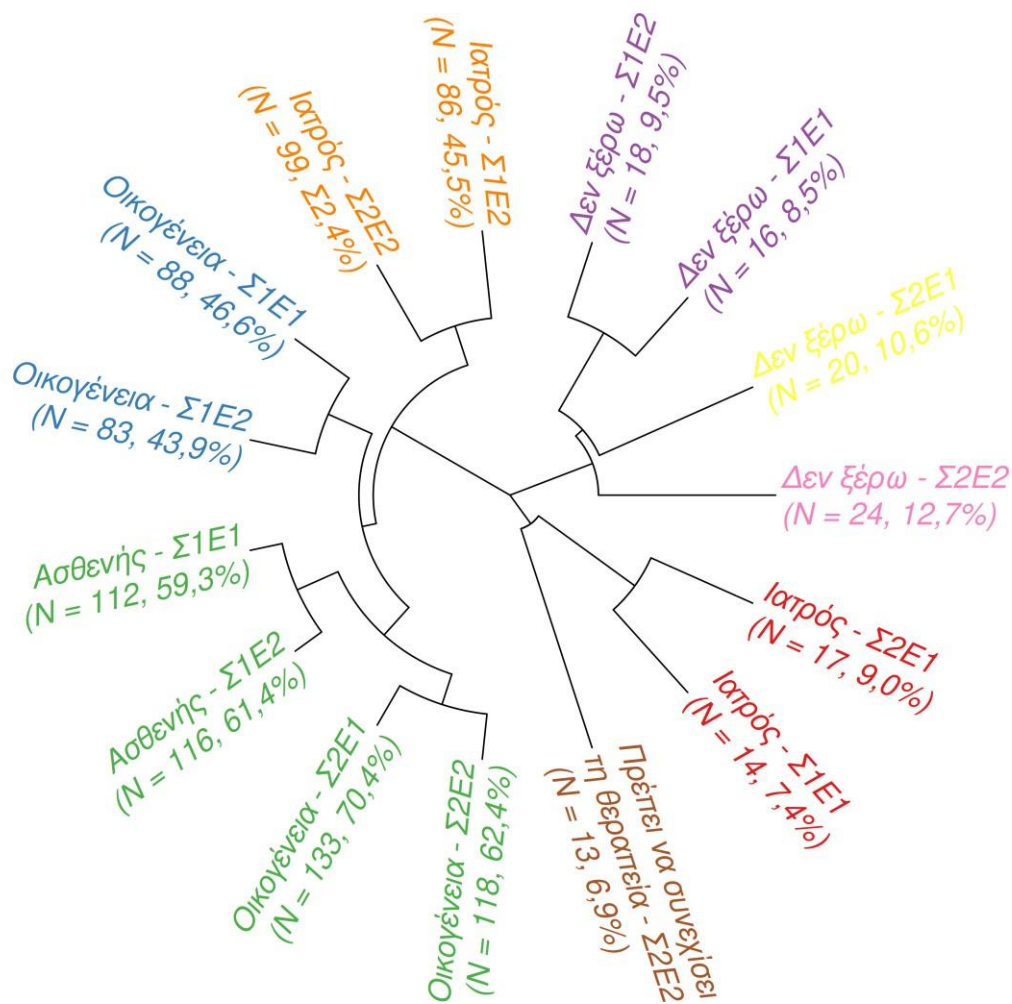 Ιατρός - Σ1Ε2
(N = 86, 45,5%)
Δεν ξέρω - Σ1Ε2
(N = 18, 9,5%)
Δεν ξέρω - Σ1Ε1
(N = 16, 8,5%)
Δεν ξέρω - Σ2Ε1
(N = 20, 10,6%)
Δεν ξέρω - Σ2Ε2
(N = 24, 12,7%)
Ιατρός - Σ2Ε1
(N = 17, 9,0%)
Ιατρός - Σ1Ε1
(N = 14, 7,4%)
Πρέπει να συνεχίσει
τη θεραπεία - Σ2Ε2
(N = 13, 6,9%)
Οικογένεια - Σ2Ε2
(N = 118, 62,4%)
Οικογένεια - Σ2Ε1
(N = 133, 70,4%)
Ασθενής - Σ1Ε2
(N = 116, 61,4%)
Ασθενής - Σ1Ε1
(N = 112, 59,3%)
Οικογένεια - Σ1Ε2
(N = 83, 43,9%)
Οικογένεια - Σ1Ε1
(N = 88, 46,6%)
Ιατρός - Σ2Ε2
(N = 99, Σ2,4%)